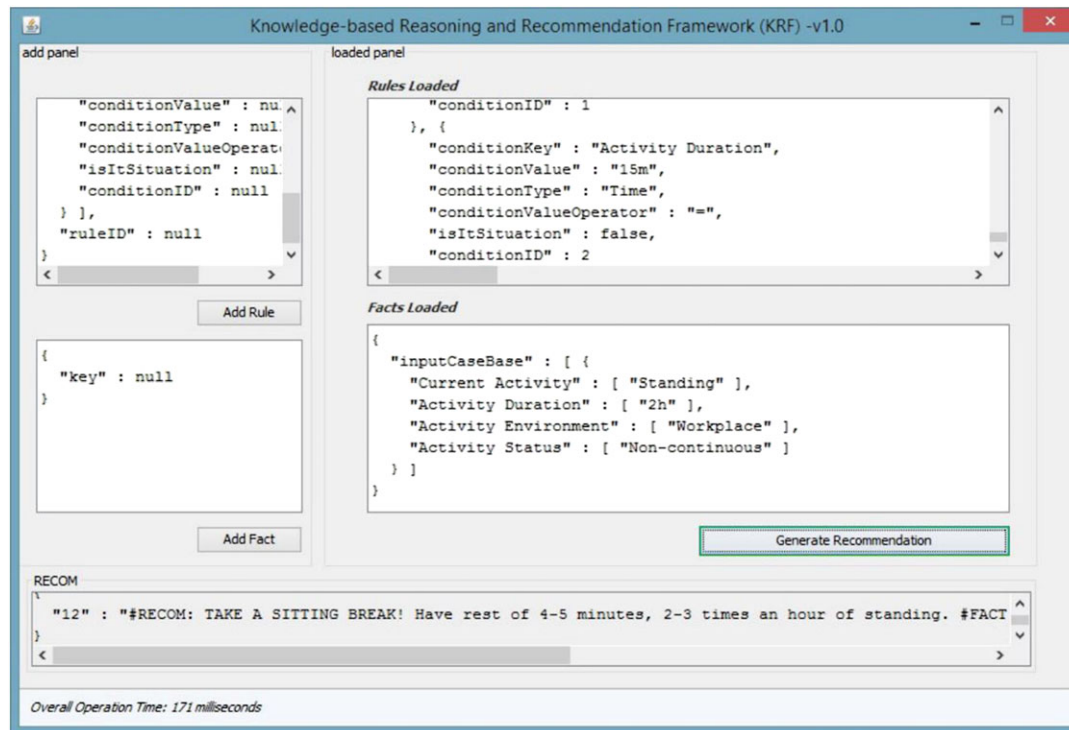 Knowledge-based Reasoning and Recommendation Framework (KRF) -v1.0
add panel
"conditionValue" : nu
"conditionType" : nul
"conditionValueOperat
"isItSituation" : nul
"conditionID" : null
} ],
"ruleID" : null
}
Add Rule
{
"key" : null
}
Add Fact
loaded panel
Rules Loaded
"conditionID" : 1
}, {
"conditionKey" : "Activity Duration",
"conditionValue" : "15m",
"conditionType" : "Time",
"conditionValueOperator" : "=",
"isItSituation" : false,
"conditionID" : 2
Facts Loaded
{
"inputCaseBase" : [ {
"Current Activity" : [ "Standing" ],
"Activity Duration" : [ "2h" ],
"Activity Environment" : [ "Workplace" ],
"Activity Status" : [ "Non-continuous" ]
} ]
}
Generate Recommendation
RECOM
{
"12" : "#RECOM: TAKE A SITTING BREAK! Have rest of 4-5 minutes, 2-3 times an hour of standing. #FACT
}
Overall Operation Time: 171 milliseconds